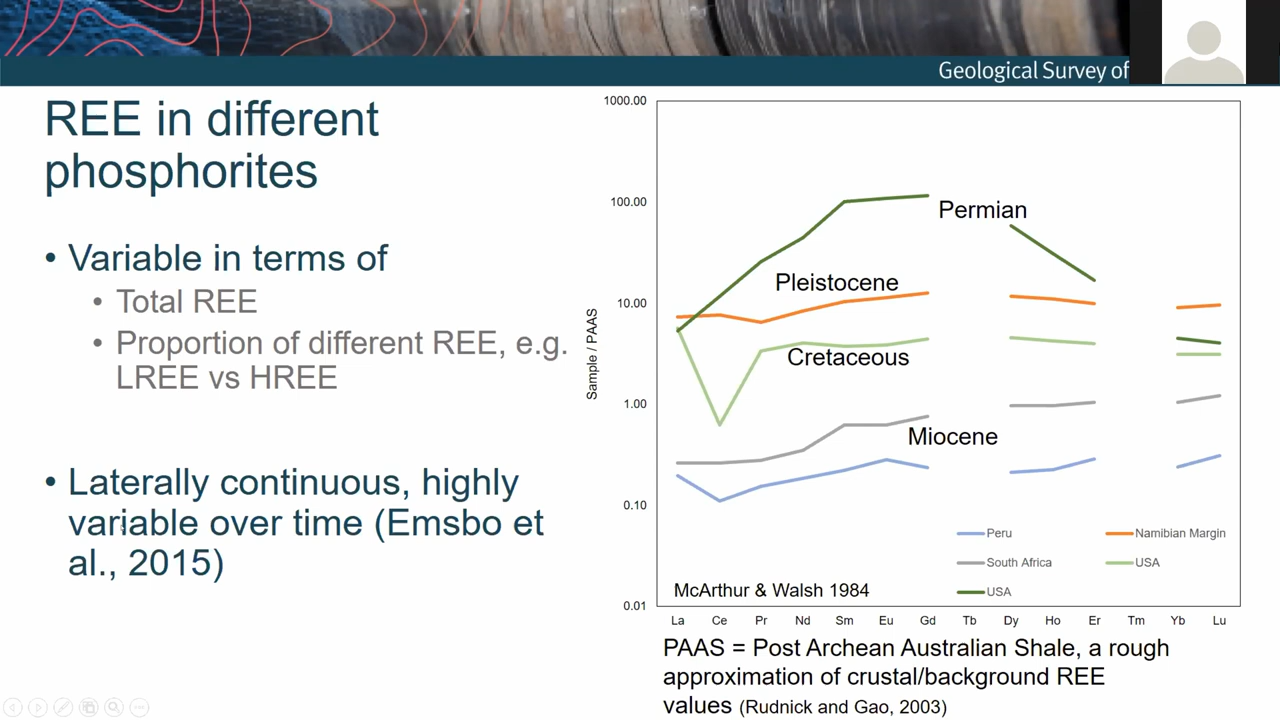 Geological Survey of
REE in different
phosphorites
• Variable in terms of
• Total REE
• Proportion of different REE, e.g.
LREE vs HREE
• Laterally continuous, highly
variable over time (Emsbo et
al., 2015)
1000.00
100.00
10.00
1.00
0.10
0.01
Sample / PAAS
Permian
Pleistocene
Cretaceous
Miocene
Peru
Namibian Margin
South Africa
USA
USA
McArthur & Walsh 1984
La Ce Pr Nd Sm Eu Gd Tb Dy Ho Er Tm Yb Lu
PAAS = Post Archean Australian Shale, a rough
approximation of crustal/background REE
values (Rudnick and Gao, 2003)